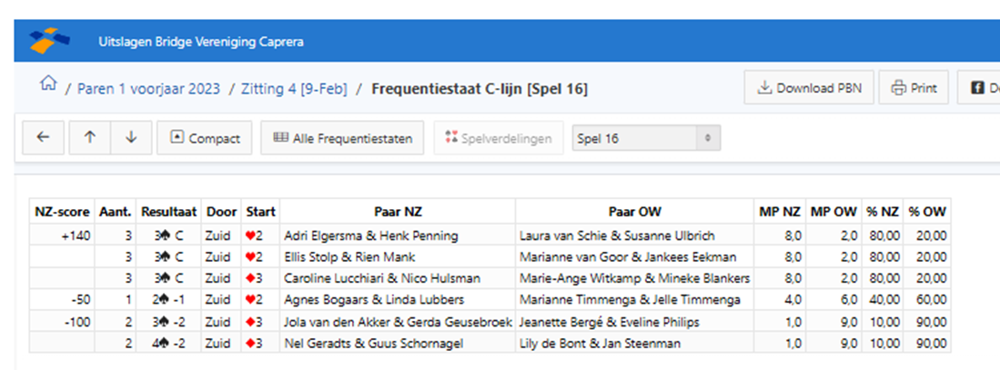 Uitslagen Bridge Vereniging Caprera
/ Paren 1 voorjaar 2023 / Zitting 4 [9-Feb] / Frequentiestaat C-lijn [Spel 16]
Download PBN Print
Compact Alle Frequentiestaten Spelverdelingen Spel 16
NZ-score Aant. Resultaat Door Start Paar NZ Paar OW MP NZ MP OW % NZ % OW
+140 3 3♠ C Zuid ♥2 Adri Elgersma & Henk Penning Laura van Schie & Susanne Ulbrich 8,0 2,0 80,00 20,00
3 3♠ C Zuid ♥2 Ellis Stolp & Rien Mank Marianne van Goor & Jankees Eekman 8,0 2,0 80,00 20,00
3 3♠ C Zuid ♦3 Caroline Lucchiari & Nico Hulsman Marie-Ange Witkamp & Mineke Blankers 8,0 2,0 80,00 20,00
-50 1 2♠ -1 Zuid ♥2 Agnes Bogaars & Linda Lubbers Marianne Timmenga & Jelle Timmenga 4,0 6,0 40,00 60,00
-100 2 3♠ -2 Zuid ♦3 Jola van den Akker & Gerda Geusebroek Jeanette Bergé & Eveline Philips 1,0 9,0 10,00 90,00
2 4♠ -2 Zuid ♦3 Nel Geradts & Guus Schornagel Lily de Bont & Jan Steenman 1,0 9,0 10,00 90,00